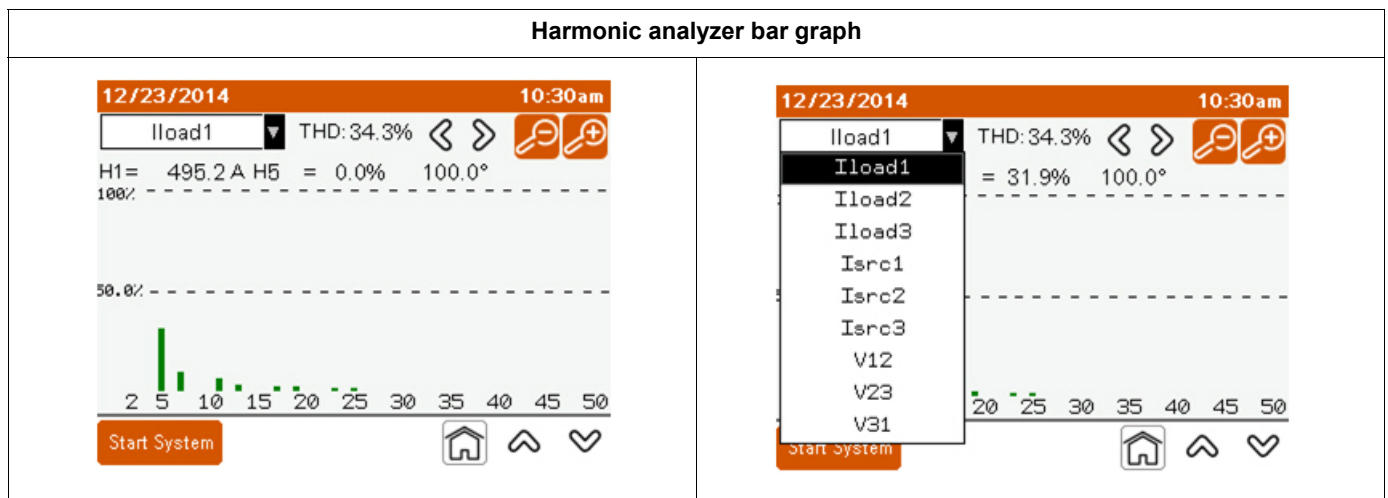 Harmonic analyzer bar graph
12/23/2014 10:30am
Iload1 THD: 34.3%
H1= 495.2 A H5 = 0.0% 100.0°
100%
50.0%
2 5 10 15 20 25 30 35 40 45 50
Start System
12/23/2014 10:30am
Iload1 THD: 34.3%
Iload1
= 31.9% 100.0°
Iload2
Iload3
Isrc1
Isrc2
Isrc3
V12
V23
V31
20 25 30 35 40 45 50
Start System